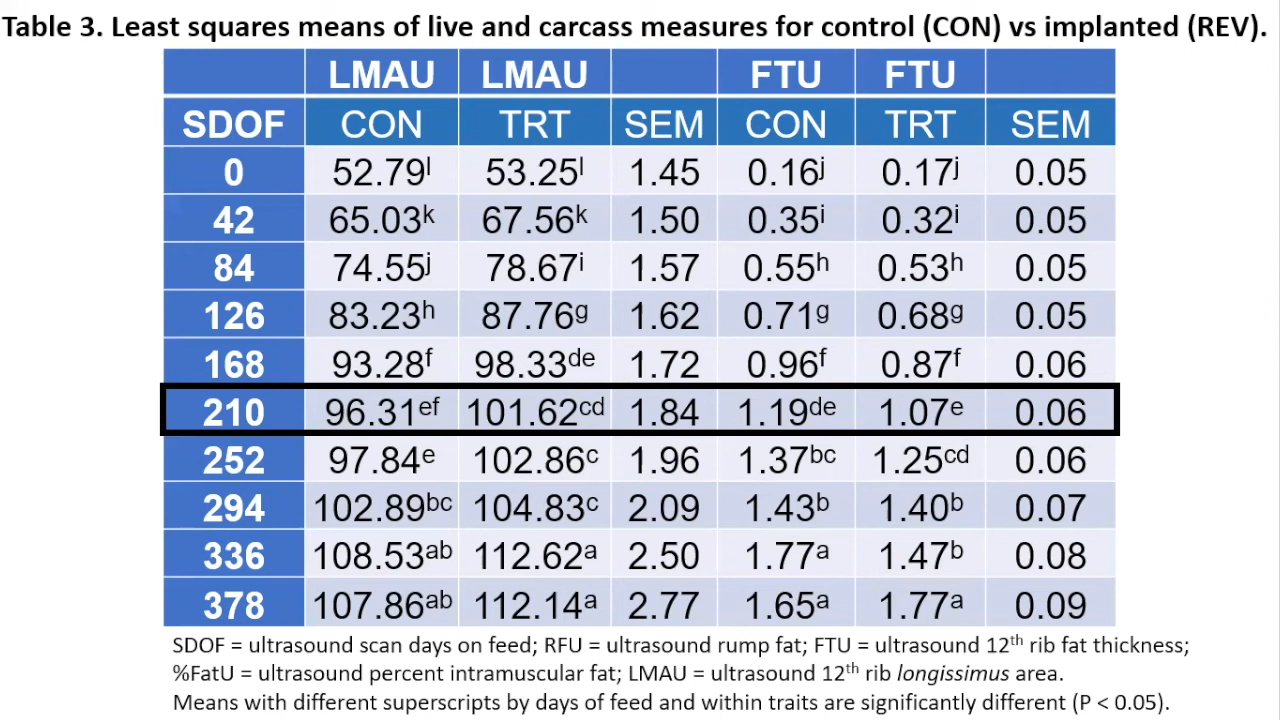 Table 3. Least squares means of live and carcass measures for control (CON) vs implanted (REV).
LMAU LMAU FTU FTU
SDOF CON TRT SEM CON TRT SEM
0 52.79l 53.25l 1.45 0.16j 0.17j 0.05
42 65.03k 67.56k 1.50 0.35i 0.32i 0.05
84 74.55j 78.67i 1.57 0.55h 0.53h 0.05
126 83.23h 87.76g 1.62 0.71g 0.68g 0.05
168 93.28f 98.33de 1.72 0.96f 0.87f 0.06
210 96.31ef 101.62cd 1.84 1.19de 1.07e 0.06
252 97.84e 102.86c 1.96 1.37bc 1.25cd 0.06
294 102.89bc 104.83c 2.09 1.43b 1.40b 0.07
336 108.53ab 112.62a 2.50 1.77a 1.47b 0.08
378 107.86ab 112.14a 2.77 1.65a 1.77a 0.09
SDOF = ultrasound scan days on feed; RFU = ultrasound rump fat; FTU = ultrasound 12th rib fat thickness;
%FatU = ultrasound percent intramuscular fat; LMAU = ultrasound 12th rib longissimus area.
Means with different superscripts by days of feed and within traits are significantly different (P < 0.05).